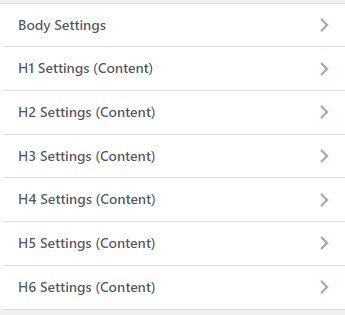 Body Settings
H1 Settings (Content)
H2 Settings (Content)
H3 Settings (Content)
H4 Settings (Content)
H5 Settings (Content)
H6 Settings (Content)